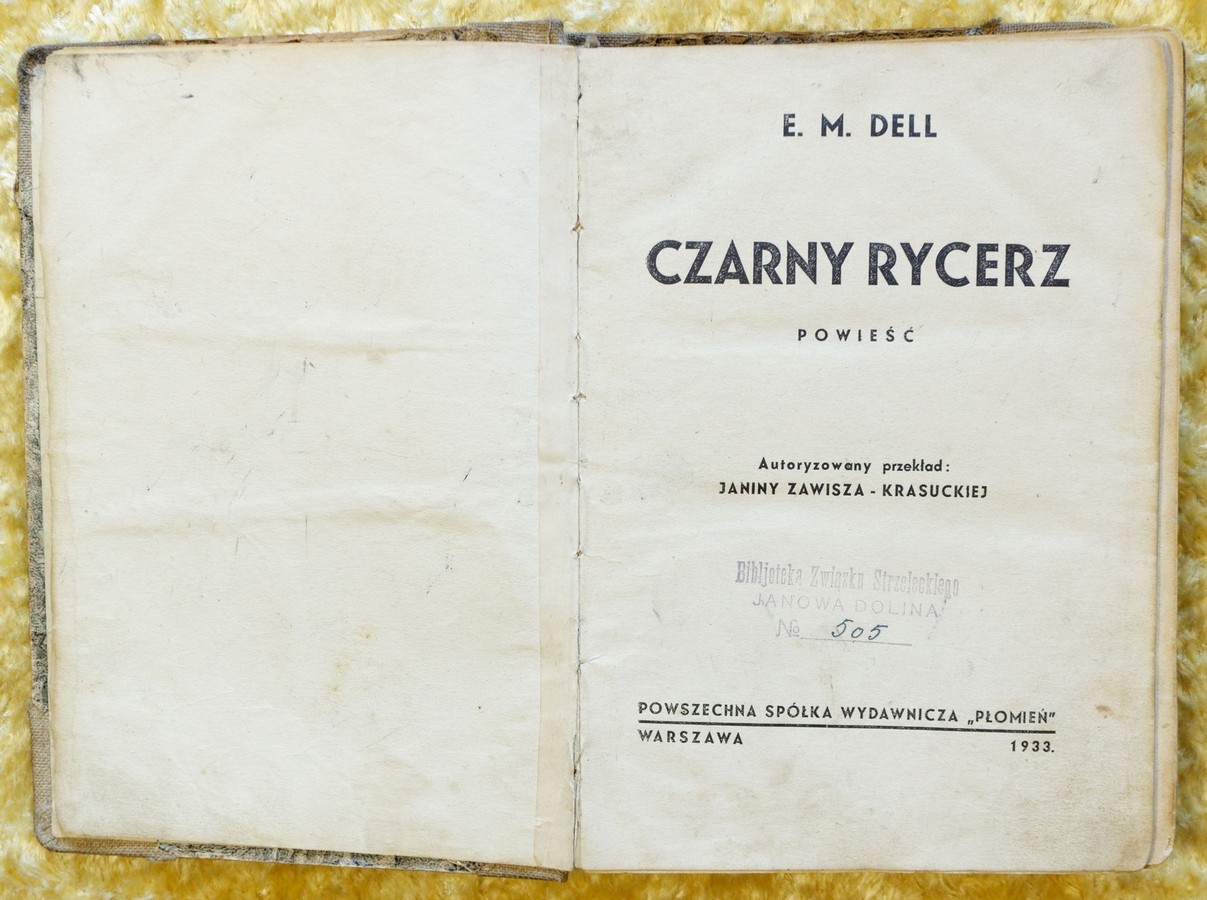 E. M. DELL
CZARNY RYCERZ
POWIEŚĆ
Autoryzowany przekład:
JANINY ZAWISZA - KRASUCKIEJ
Bibljoteka Związku Strzeleckiego
JANOWA DOLINA
№ 505
POWSZECHNA SPÓŁKA WYDAWNICZA „PŁOMIEŃ”
WARSZAWA 1933.